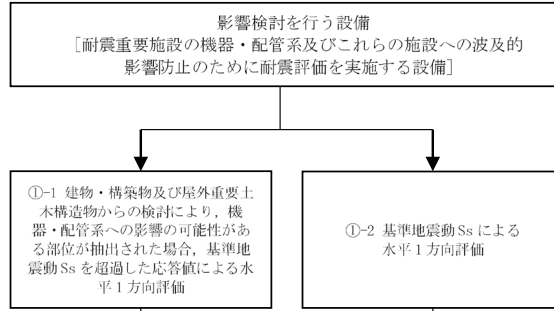 影響検討を行う設備
［耐震重要施設の機器・配管系及びこれらの施設への波及的
影響防止のために耐震評価を実施する設備］
①-1 建物・構築物及び屋外重要土
木構造物からの検討により，機
器・配管系への影響の可能性があ
る部位が抽出された場合，基準地
震動Ssを超過した応答値による水
平１方向評価
①-2 基準地震動Ssによる
水平１方向評価